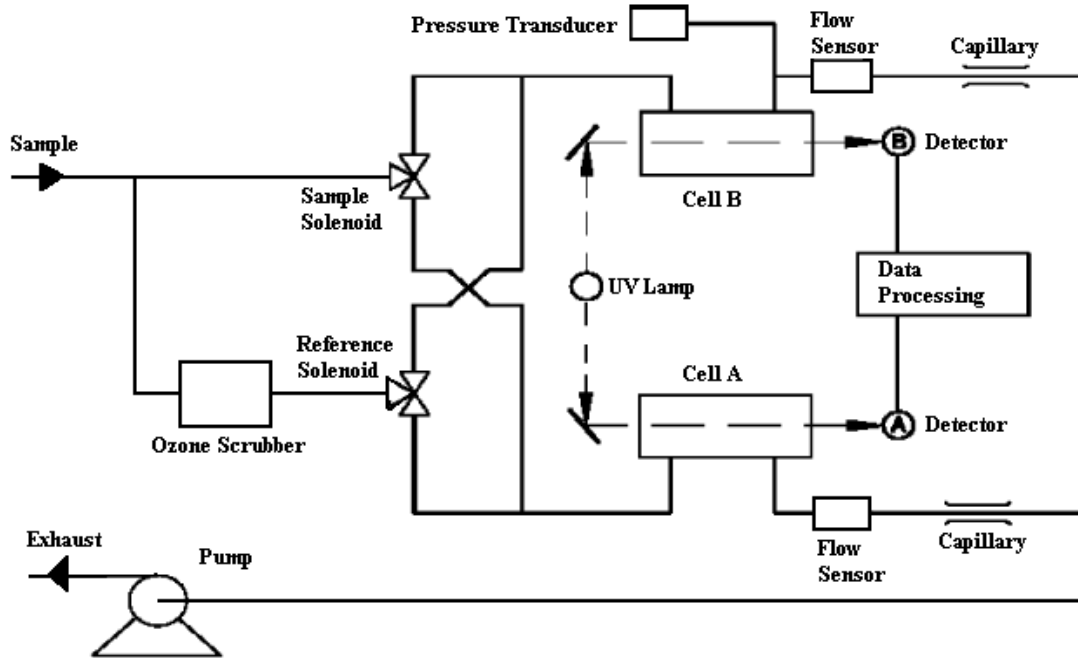 Pressure Transducer
Flow
Sensor
Capillary
Sample
Sample
Solenoid
B
Detector
Cell B
UV Lamp
Data
Processing
Reference
Solenoid
Cell A
Ozone Scrubber
A
Detector
Exhaust
Pump
Flow
Sensor
Capillary